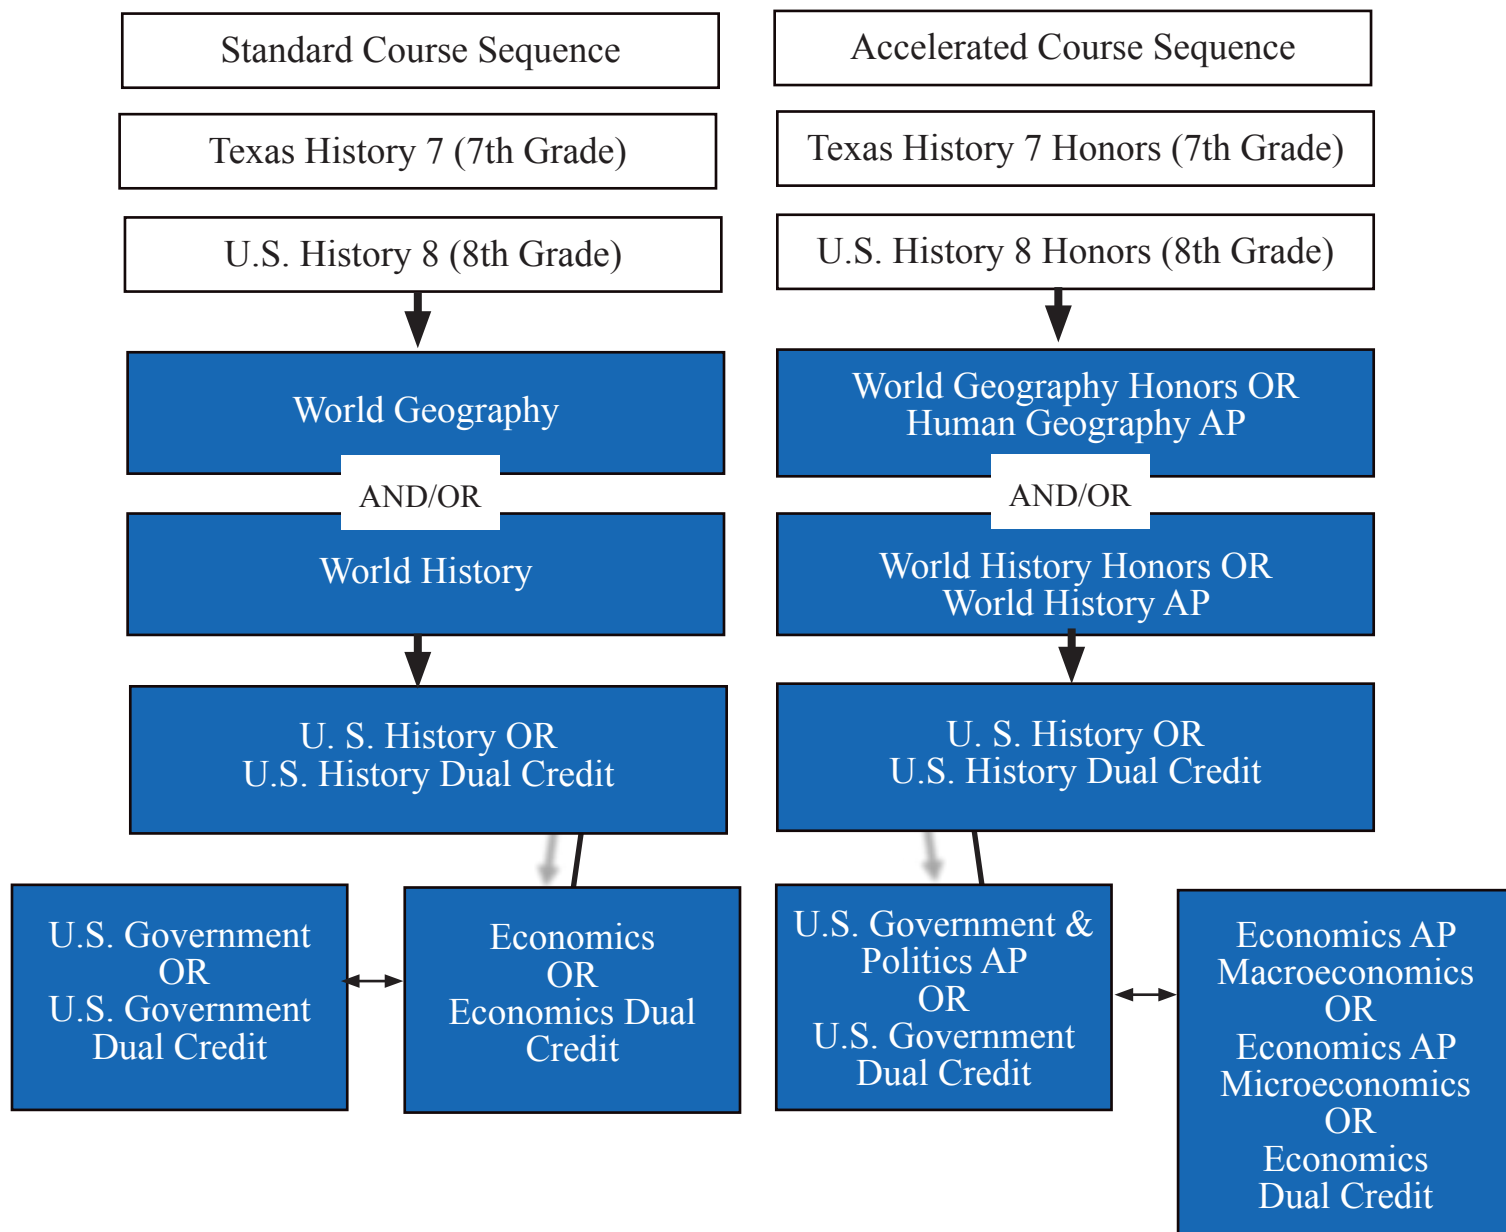 Standard Course Sequence
Texas History 7 (7th Grade)
U.S. History 8 (8th Grade)
World Geography
AND/OR
World History
U. S. History OR
U.S. History Dual Credit
U.S. Government
OR
U.S. Government
Dual Credit
Economics
OR
Economics Dual
Credit
Accelerated Course Sequence
Texas History 7 Honors (7th Grade)
U.S. History 8 Honors (8th Grade)
World Geography Honors OR
Human Geography AP
AND/OR
World History Honors OR
World History AP
U. S. History OR
U.S. History Dual Credit
U.S. Government &
Politics AP
OR
U.S. Government
Dual Credit
Economics AP
Macroeconomics
OR
Economics AP
Microeconomics
OR
Economics
Dual Credit